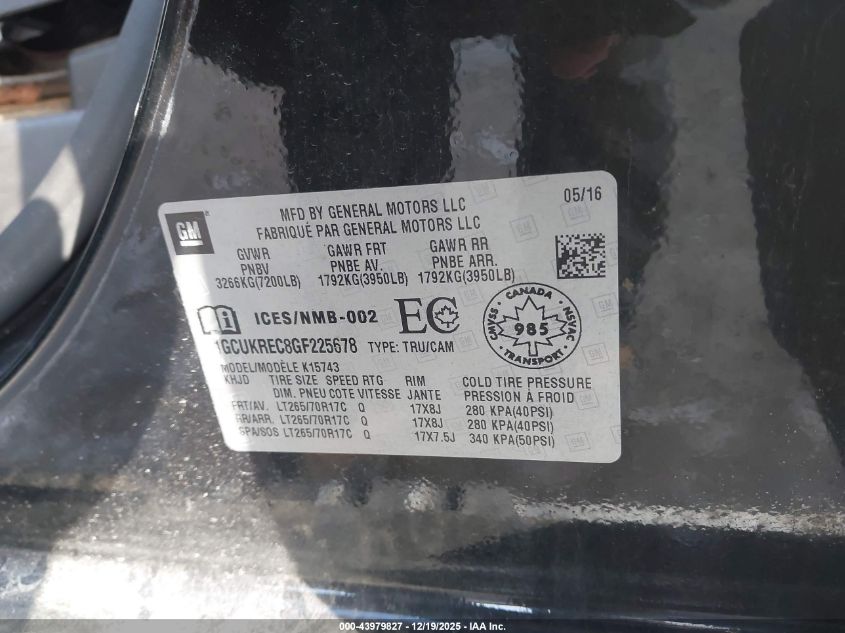 GM
MFD BY GENERAL MOTORS LLC
FABRIQUÉ PAR GENERAL MOTORS LLC
05/16
GVWR GAWR FRT GAWR RR
PNBV PNBE AV. PNBE ARR.
3266KG(7200LB) 1792KG(3950LB) 1792KG(3950LB)
ICES/NMB-002 EC
CANADA
CMVSS 985 NSVAC
TRANSPORT
1GCUKREC8GF225678 TYPE: TRU/CAM
MODEL/MODÈLE K15743
KHJD TIRE SIZE SPEED RTG RIM COLD TIRE PRESSURE
DIM. PNEU COTE VITESSE JANTE PRESSION À FROID
FRT/AV. LT265/70R17C Q 17X8J 280 KPA(40PSI)
RR/ARR. LT265/70R17C Q 17X8J 280 KPA(40PSI)
SPA/SOS LT265/70R17C Q 17X7.5J 340 KPA(50PSI)
000-43979827 - 12/19/2025 - IAA Inc.